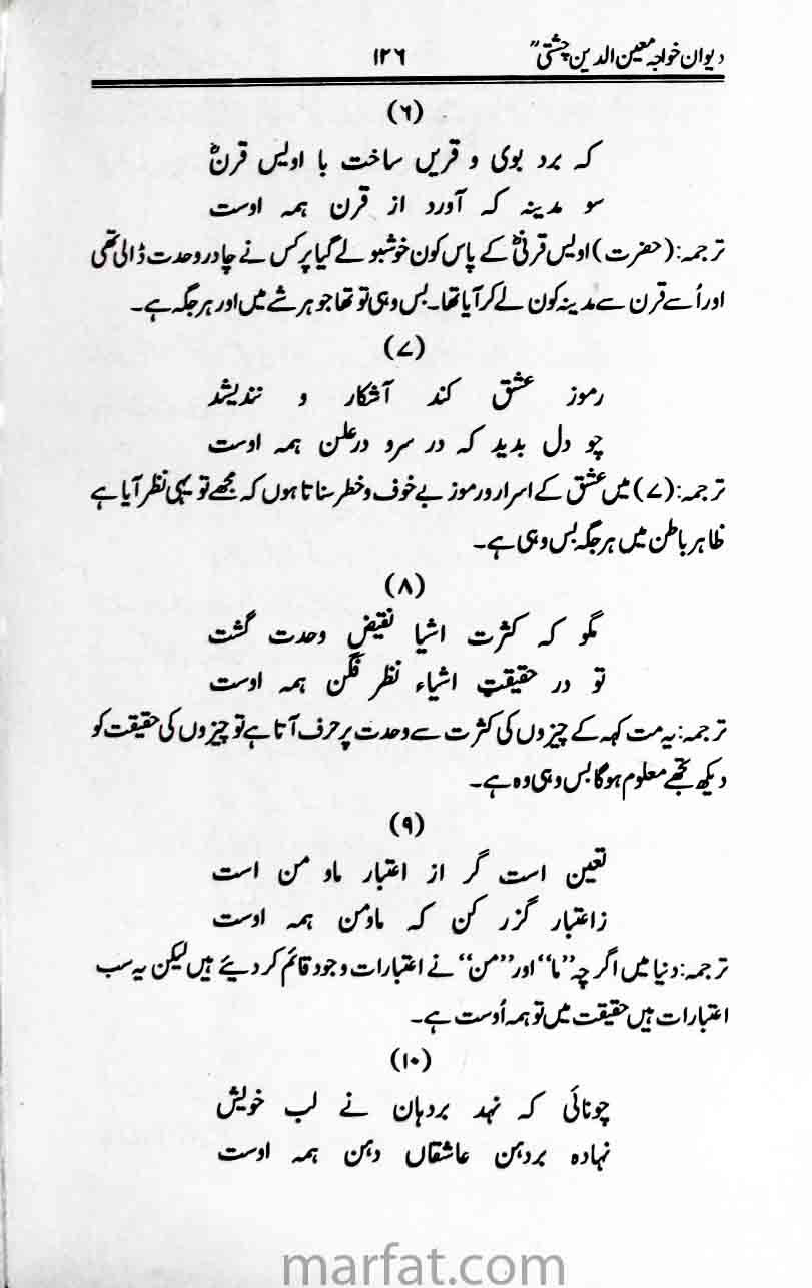 دیوان خواجہ معین الدین چشتیؒ ۱۲۶
(۶)
کہ برد بوی و قریں ساخت با اویس قرنؓ
سو مدینہ کہ آورد از قرن ہمہ اوست
ترجمہ: (حضرت) اویس قرنیؓ کے پاس کون خوشبو لے گیا پر کس نے چادر وحدت ڈالی تھی
اور اُسے قرن سے مدینہ کون لے کر آیا تھا۔ بس وہی تو تھا جو ہر شے میں اور ہر جگہ ہے۔
(۷)
رموز عشق کند آشکار و نندیشد
چو دل بدید کہ در سرو در علن ہمہ اوست
ترجمہ: (۷) میں عشق کے اسرار و رموز بے خوف و خطر سناتا ہوں کہ مجھے تو یہی نظر آیا ہے
ظاہر باطن میں ہر جگہ بس وہی ہے۔
(۸)
مگو کہ کثرت اشیا نقیضِ وحدت گشت
تو در حقیقتِ اشیاء نظر فگن ہمہ اوست
ترجمہ: یہ مت کہہ کے چیزوں کی کثرت سے وحدت پر حرف آتا ہے تو چیزوں کی حقیقت کو
دیکھ تجھے معلوم ہوگا بس وہی وہ ہے۔
(۹)
تعین است گر از اعتبار ماو من است
زاعتبار گزر کن کہ ماومن ہمہ اوست
ترجمہ: دنیا میں اگر چہ ”ما“ اور ”من“ نے اعتبارات وجود قائم کر دیئے ہیں لیکن یہ سب
اعتبارات ہیں حقیقت میں تو ہمہ اُوست ہے۔
(۱۰)
چونائی کہ نہد بردہان نے لب خویش
نہادہ بردہن عاشقاں دہن ہمہ اوست
marfat.com